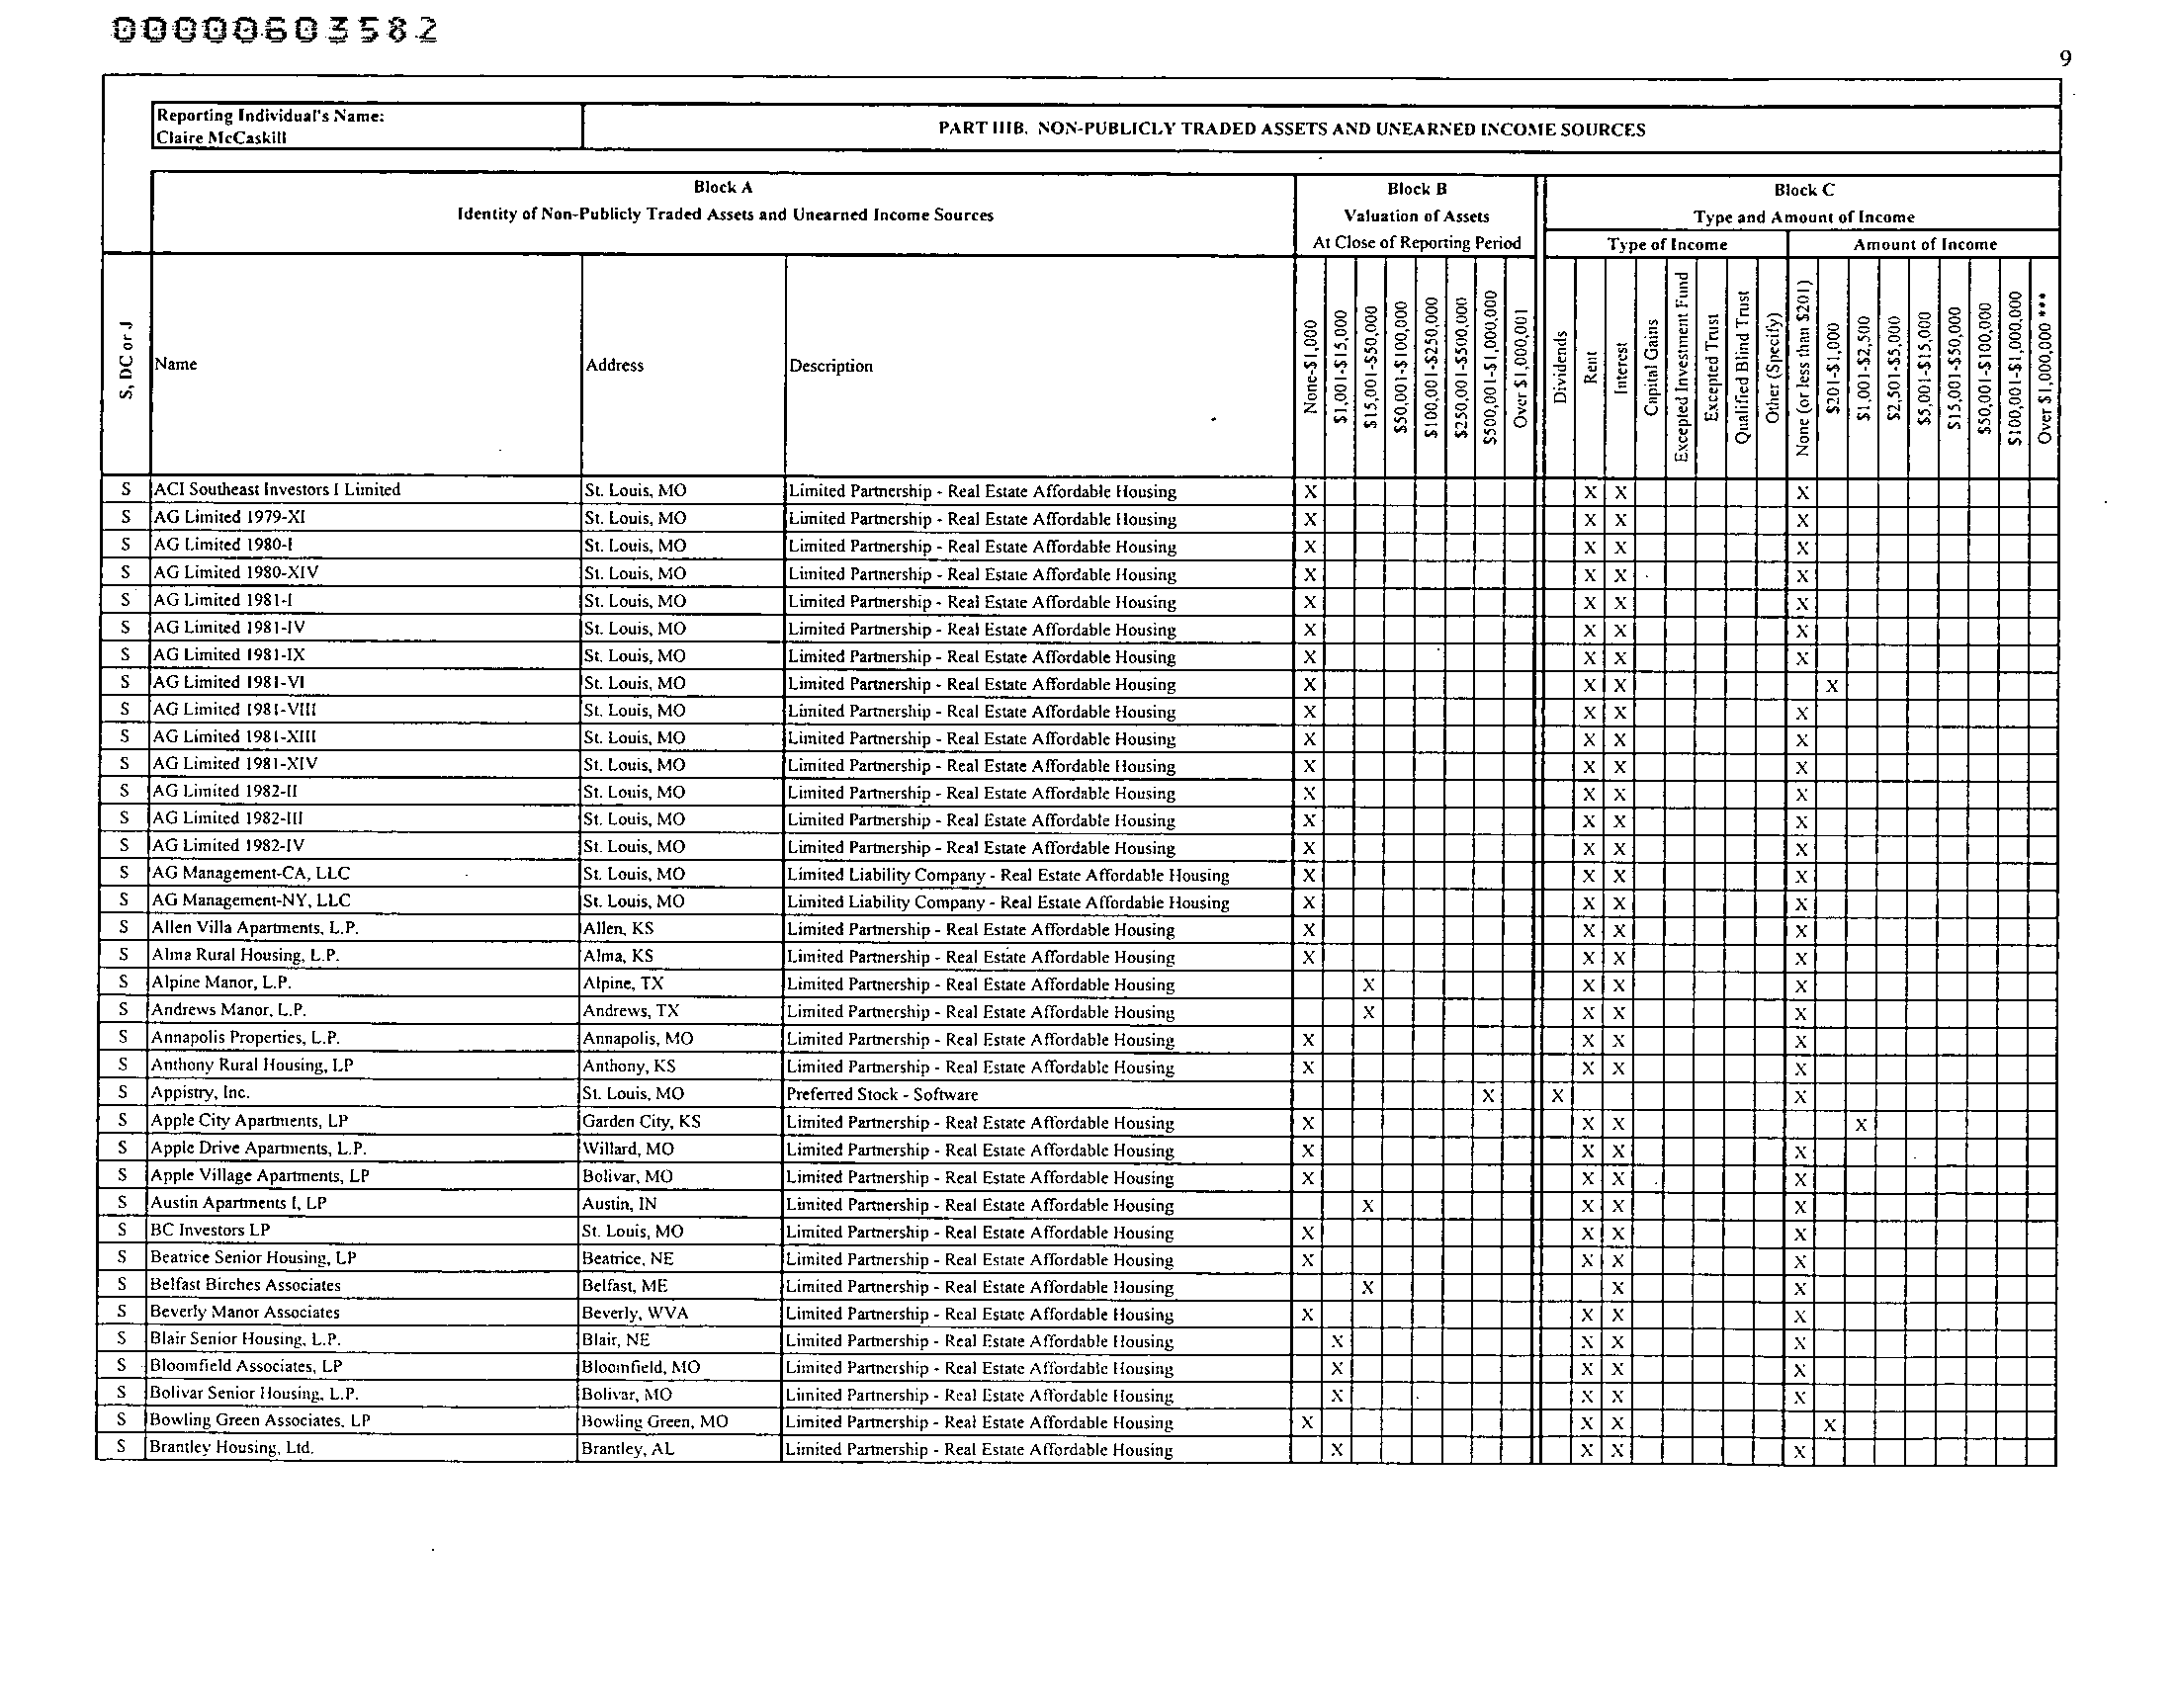 00000603582
9
Reporting Individual's Name:
Claire McCaskill
PART IIIB. NON-PUBLICLY TRADED ASSETS AND UNEARNED INCOME SOURCES
Block A
Identity of Non-Publicly Traded Assets and Unearned Income Sources
Block B
Valuation of Assets
At Close of Reporting Period
Block C
Type and Amount of Income
Type of Income
Amount of Income
S, DC or J
Name
Address
Description
None-$1,000
$1,001-$15,000
$15,001-$50,000
$50,001-$100,000
$100,001-$250,000
$250,001-$500,000
$500,001-$1,000,000
Over $1,000,001
Dividends
Rent
Interest
Capital Gains
Excepted Investment Fund
Excepted Trust
Qualified Blind Trust
Other (Specify)
None (or less than $201)
$201-$1,000
$1,001-$2,500
$2,501-$5,000
$5,001-$15,000
$15,001-$50,000
$50,001-$100,000
$100,001-$1,000,000
Over $1,000,000 ***
S ACI Southeast Investors I Limited St. Louis, MO Limited Partnership - Real Estate Affordable Housing X X X X
S AG Limited 1979-XI St. Louis, MO Limited Partnership - Real Estate Affordable Housing X X X X
S AG Limited 1980-I St. Louis, MO Limited Partnership - Real Estate Affordable Housing X X X X
S AG Limited 1980-XIV St. Louis, MO Limited Partnership - Real Estate Affordable Housing X X X X
S AG Limited 1981-I St. Louis, MO Limited Partnership - Real Estate Affordable Housing X X X X
S AG Limited 1981-IV St. Louis, MO Limited Partnership - Real Estate Affordable Housing X X X X
S AG Limited 1981-IX St. Louis, MO Limited Partnership - Real Estate Affordable Housing X X X X
S AG Limited 1981-VI St. Louis, MO Limited Partnership - Real Estate Affordable Housing X X X X
S AG Limited 1981-VIII St. Louis, MO Limited Partnership - Real Estate Affordable Housing X X X X
S AG Limited 1981-XIII St. Louis, MO Limited Partnership - Real Estate Affordable Housing X X X X
S AG Limited 1981-XIV St. Louis, MO Limited Partnership - Real Estate Affordable Housing X X X X
S AG Limited 1982-II St. Louis, MO Limited Partnership - Real Estate Affordable Housing X X X X
S AG Limited 1982-III St. Louis, MO Limited Partnership - Real Estate Affordable Housing X X X X
S AG Limited 1982-IV St. Louis, MO Limited Partnership - Real Estate Affordable Housing X X X X
S AG Management-CA, LLC St. Louis, MO Limited Liability Company - Real Estate Affordable Housing X X X X
S AG Management-NY, LLC St. Louis, MO Limited Liability Company - Real Estate Affordable Housing X X X X
S Allen Villa Apartments, L.P. Allen, KS Limited Partnership - Real Estate Affordable Housing X X X X
S Alma Rural Housing, L.P. Alma, KS Limited Partnership - Real Estate Affordable Housing X X X X
S Alpine Manor, L.P. Alpine, TX Limited Partnership - Real Estate Affordable Housing X X X X
S Andrews Manor, L.P. Andrews, TX Limited Partnership - Real Estate Affordable Housing X X X X
S Annapolis Properties, L.P. Annapolis, MO Limited Partnership - Real Estate Affordable Housing X X X X
S Anthony Rural Housing, LP Anthony, KS Limited Partnership - Real Estate Affordable Housing X X X X
S Appistry, Inc. St. Louis, MO Preferred Stock - Software X X X
S Apple City Apartments, LP Garden City, KS Limited Partnership - Real Estate Affordable Housing X X X X
S Apple Drive Apartments, L.P. Willard, MO Limited Partnership - Real Estate Affordable Housing X X X X
S Apple Village Apartments, LP Bolivar, MO Limited Partnership - Real Estate Affordable Housing X X X X
S Austin Apartments I, LP Austin, IN Limited Partnership - Real Estate Affordable Housing X X X X
S BC Investors LP St. Louis, MO Limited Partnership - Real Estate Affordable Housing X X X X
S Beatrice Senior Housing, LP Beatrice, NE Limited Partnership - Real Estate Affordable Housing X X X X
S Belfast Birches Associates Belfast, ME Limited Partnership - Real Estate Affordable Housing X X X
S Beverly Manor Associates Beverly, WVA Limited Partnership - Real Estate Affordable Housing X X X X
S Blair Senior Housing, L.P. Blair, NE Limited Partnership - Real Estate Affordable Housing X X X X
S Bloomfield Associates, LP Bloomfield, MO Limited Partnership - Real Estate Affordable Housing X X X X
S Bolivar Senior Housing, L.P. Bolivar, MO Limited Partnership - Real Estate Affordable Housing X X X X
S Bowling Green Associates, LP Bowling Green, MO Limited Partnership - Real Estate Affordable Housing X X X X
S Brantley Housing, Ltd. Brantley, AL Limited Partnership - Real Estate Affordable Housing X X X X